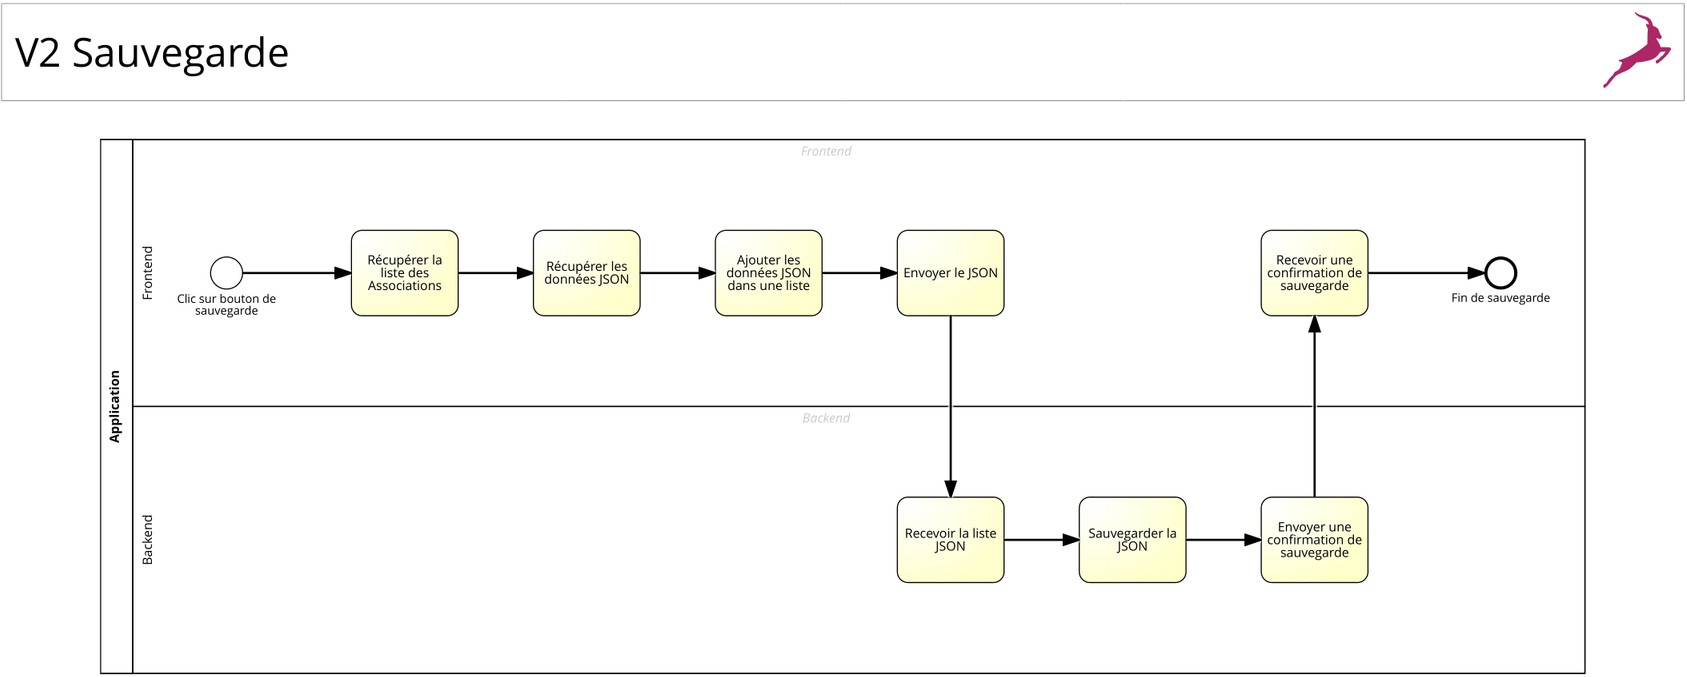 V2 Sauvegarde
Application
Frontend
Frontend
Clic sur bouton de
sauvegarde
Récupérer la
liste des
Associations
Récupérer les
données JSON
Ajouter les
données JSON
dans une liste
Envoyer le JSON
Recevoir une
confirmation de
sauvegarde
Fin de sauvegarde
Backend
Backend
Recevoir la liste
JSON
Sauvegarder la
JSON
Envoyer une
confirmation de
sauvegarde